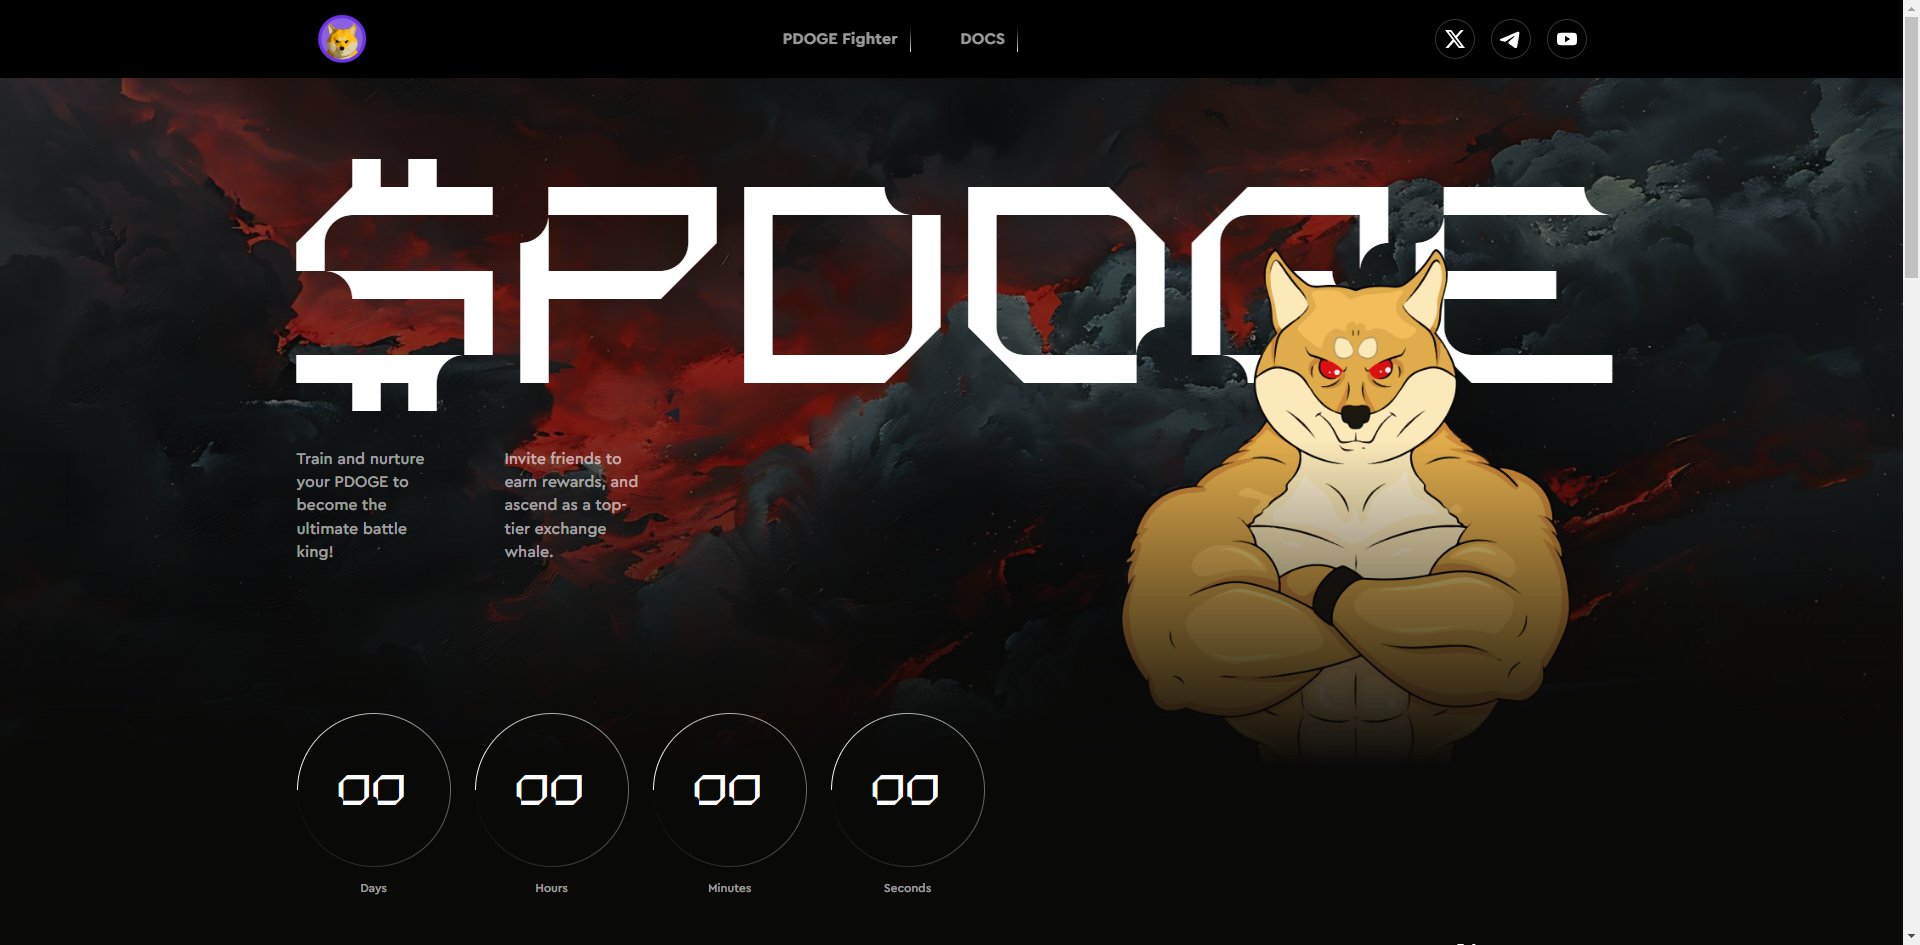 PDOGE Fighter
DOCS
$PDOGE
Train and nurture
your PDOGE to
become the
ultimate battle
king!
Invite friends to
earn rewards, and
ascend as a top-
tier exchange
whale.
00
00
00
00
Days
Hours
Minutes
Seconds